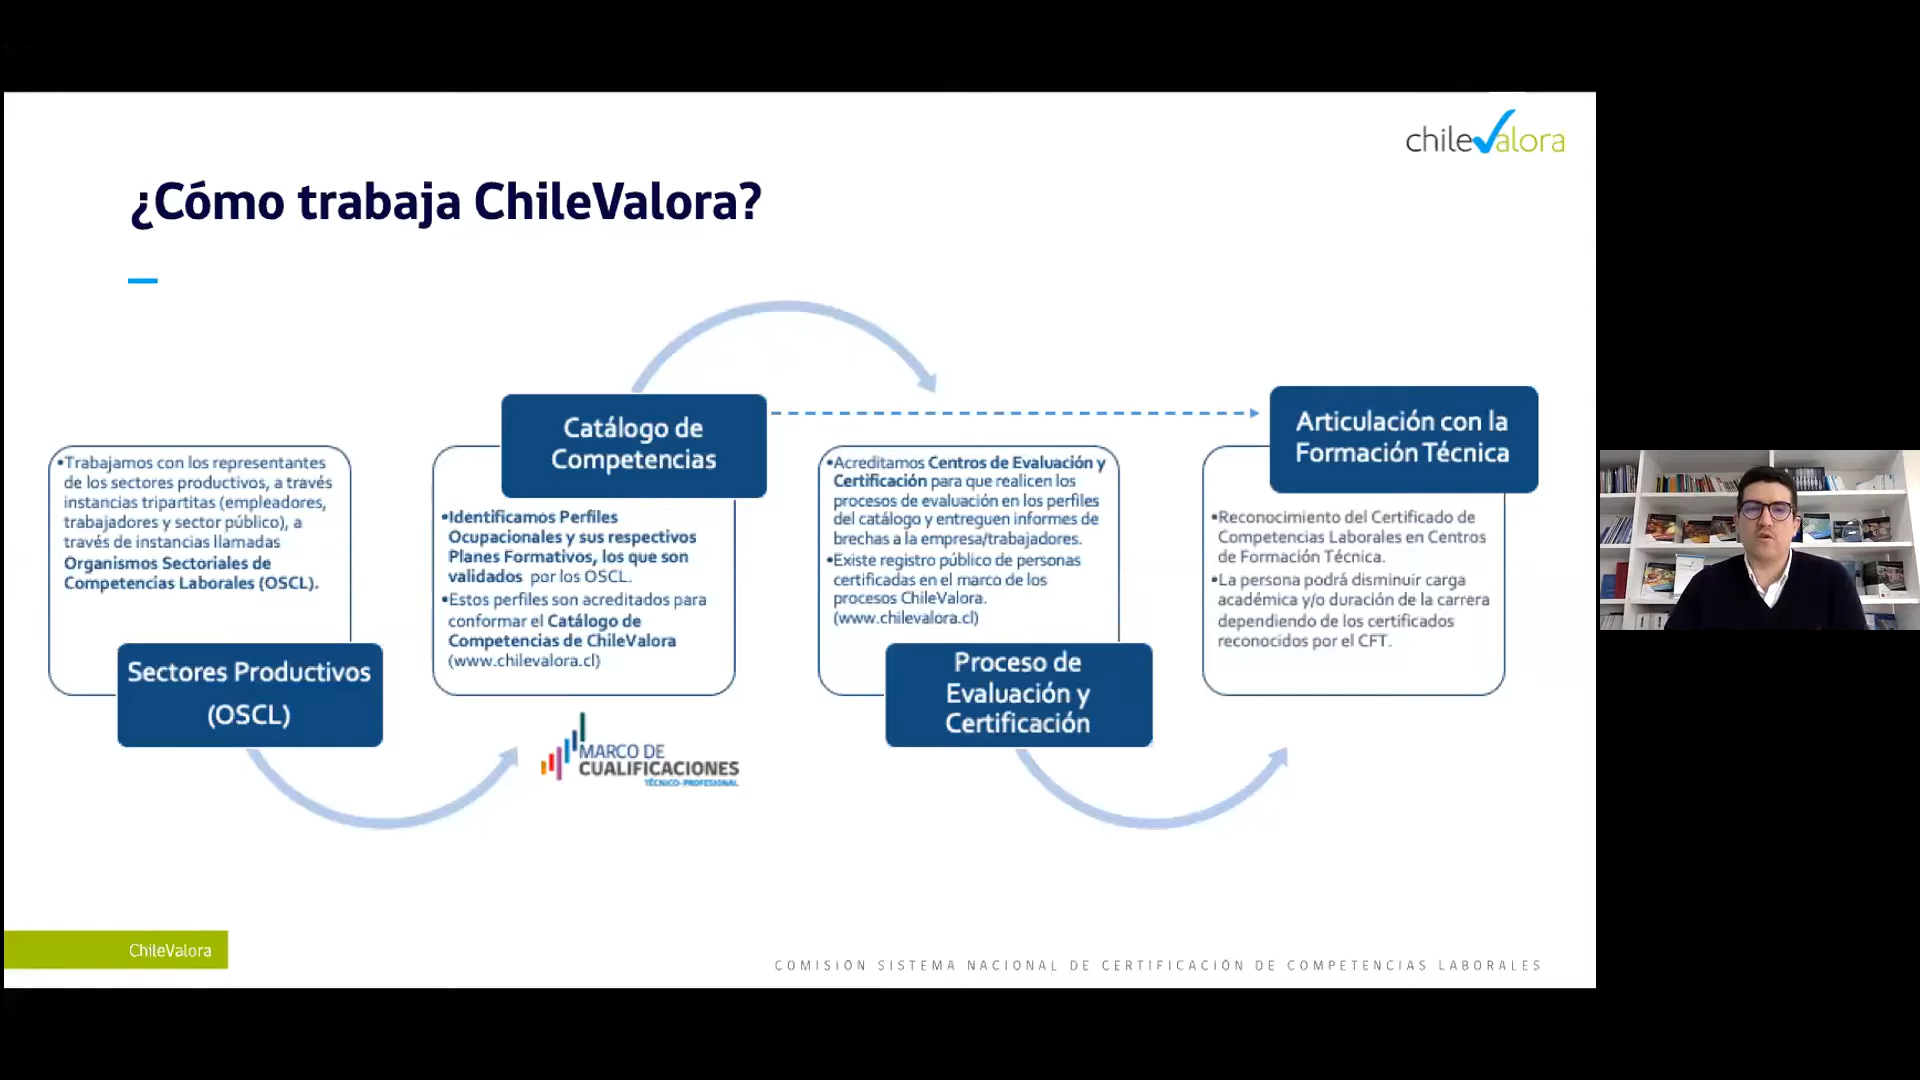 chilevalora
¿Cómo trabaja ChileValora?
•Trabajamos con los representantes
de los sectores productivos, a través
instancias tripartitas (empleadores,
trabajadores y sector público), a
través de instancias llamadas
Organismos Sectoriales de
Competencias Laborales (OSCL).
Sectores Productivos
(OSCL)
Catálogo de
Competencias
•Identificamos Perfiles
Ocupacionales y sus respectivos
Planes Formativos, los que son
validados por los OSCL.
•Estos perfiles son acreditados para
conformar el Catálogo de
Competencias de ChileValora
(www.chilevalora.cl)
MARCO DE
CUALIFICACIONES
TÉCNICO-PROFESIONAL
•Acreditamos Centros de Evaluación y
Certificación para que realicen los
procesos de evaluación en los perfiles
del catálogo y entreguen informes de
brechas a la empresa/trabajadores.
•Existe registro público de personas
certificadas en el marco de los
procesos ChileValora.
(www.chilevalora.cl)
Proceso de
Evaluación y
Certificación
Articulación con la
Formación Técnica
•Reconocimiento del Certificado de
Competencias Laborales en Centros
de Formación Técnica.
•La persona podrá disminuir carga
académica y/o duración de la carrera
dependiendo de los certificados
reconocidos por el CFT.
ChileValora
COMISIÓN SISTEMA NACIONAL DE CERTIFICACIÓN DE COMPETENCIAS LABORALES